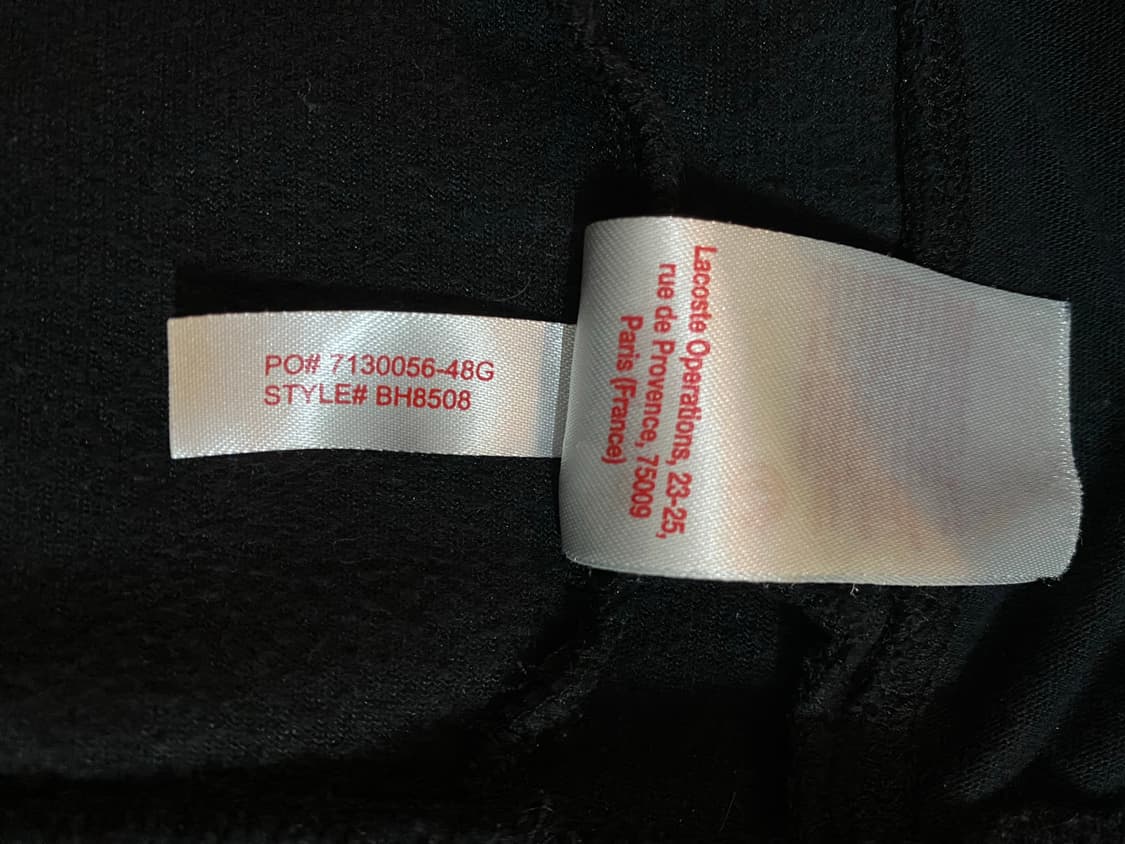 PO# 7130056-48G
STYLE# BH8508
Lacoste Operations, 23-25,
rue de Provence, 75009
Paris (France)